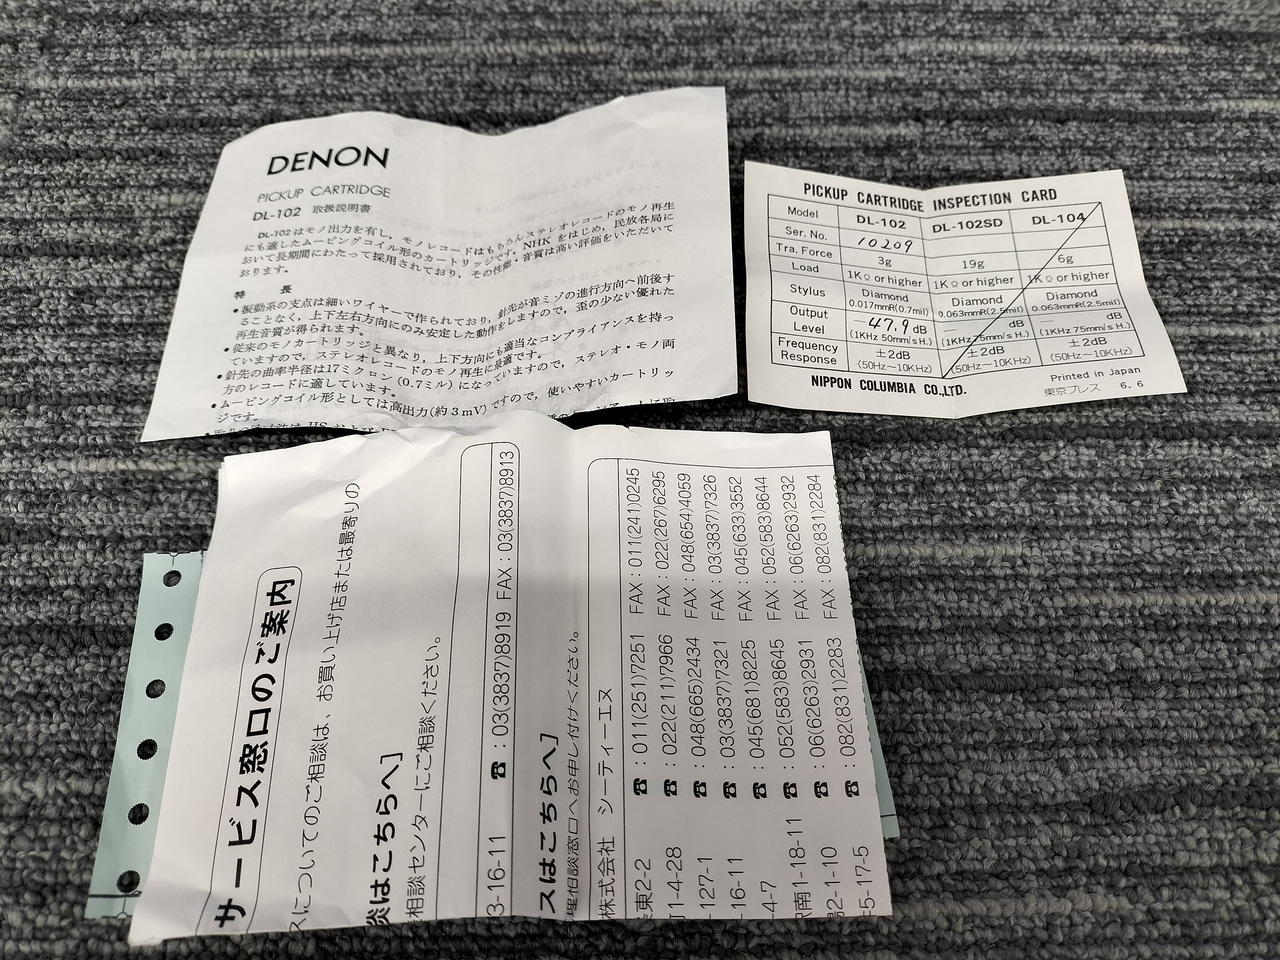 DENON
PICKUP CARTRIDGE
DL-102 取扱説明書
DL-102はモノ出力を有し、モノレコードはもちろんステレオレコードのモノ再生
にも適したムービングコイル形のカートリッジです。NHKをはじめ、民放各局に
おいて長期間にわたって採用されており、その性能・音質は高い評価をいただいて
おります。
特 長
●振動系の支点は細いワイヤーで作られており、針先が音ミゾの進行方向へ前後す
ることなく、上下左右方向にのみ安定した動作をしますので、歪の少ない優れた
再生音質が得られます。
●従来のモノカートリッジと異なり、上下方向にも適当なコンプライアンスを持っ
ていますので、ステレオレコードのモノ再生に最適です。
●針先の曲率半径は17ミクロン(0.7ミル)になっていますので、ステレオ・モノ両
方のレコードに適しています。
●ムービングコイル形としては高出力(約3mV)ですので、使いやすいカートリッ
ジです。
PICKUP CARTRIDGE INSPECTION CARD
Model DL-102 DL-102SD DL-104
Ser. No. 10209
Tra. Force 3g 19g 6g
Load 1KΩ or higher 1KΩ or higher 1KΩ or higher
Stylus Diamond 0.017mmR(0.7mil) Diamond 0.063mmR(2.5mil) Diamond 0.063mmR(2.5mil)
Output Level -47.9 dB (1KHz 50mm/s H.) - dB (1KHz 75mm/s H.) dB (1KHz 75mm/s H.)
Frequency Response ±2dB (50Hz~10KHz) ±2dB (50Hz~10KHz) ±2dB (50Hz~10KHz)
NIPPON COLUMBIA CO.,LTD.
Printed in Japan
東京プレス 6.6
サービス窓口のご案内
スについてのご相談は、お買い上げ店または最寄りの
談はこちらへ]
相談センターにご相談ください。
3-16-11 ☎:03(3837)8919 FAX:03(3837)8913
スはこちらへ]
相談窓口へお申し付けください。
株式会社 シーティーエヌ
東2-2 ☎:011(251)7251 FAX:011(241)0245
1-4-28 ☎:022(211)7966 FAX:022(267)6295
-127-1 ☎:048(665)2434 FAX:048(654)4059
-16-11 ☎:03(3837)7321 FAX:03(3837)7326
-4-7 ☎:045(681)8225 FAX:045(633)3552
南1-18-11 ☎:052(583)8645 FAX:052(583)8644
2-1-10 ☎:06(6263)2931 FAX:06(6263)2932
5-17-5 ☎:082(831)2283 FAX:082(831)2284